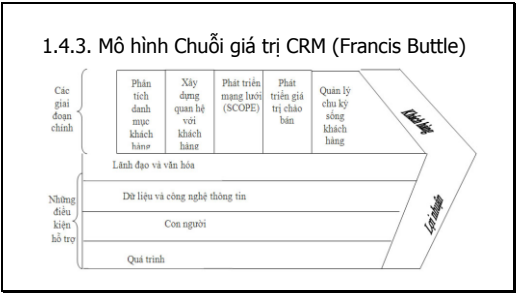 1.4.3. Mô hình Chuỗi giá trị CRM (Francis Buttle)
Các
giai
đoạn
chính
Phân
tích
danh
mục
khách
hàng
Xây
dựng
quan hệ
với
khách
hàng
Phát triển
mạng lưới
(SCOPE)
Phát
triển giá
trị chào
bán
Quản lý
chu kỳ
sống
khách
hàng
Khách hàng
Lãnh đạo và văn hóa
Những
điều
kiện
hỗ trợ
Dữ liệu và công nghệ thông tin
Con người
Quá trình
Lợi nhuận